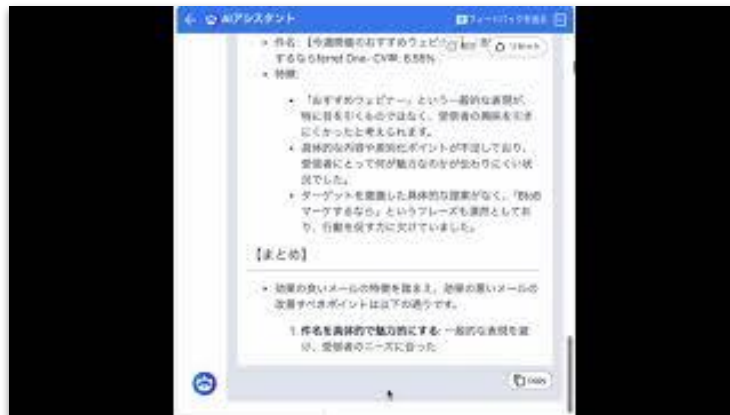 AIアシスタント
フィードバックを送る
件名: 【今週開催のおすすめウェビナ
するならferret One- CV率: 6.58%
特徴:
「おすすめウェビナー」という一般的な表現が、
特に目を引くものではなく、受信者の興味を引き
にくかったと考えられます。
具体的な内容や差別化ポイントが不足しており、
受信者にとって何が魅力なのかが伝わりにくい状
況でした。
ターゲットを意識した具体的な提案がなく、「BtoB
マーケするなら」というフレーズも漠然としてお
り、行動を促す力に欠けていました。
【まとめ】
効果の良いメールの特徴を踏まえ、効果の悪いメールの
改善すべきポイントは以下の通りです。
1. 件名を具体的で魅力的にする: 一般的な表現を避
け、受信者のニーズに合った
copy